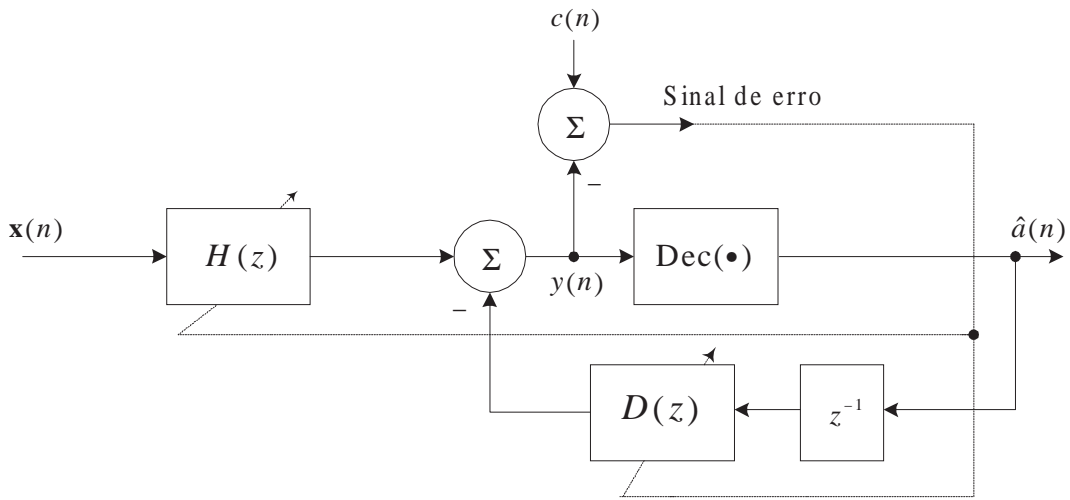 c(n)
Sinal de erro
Σ
−
x(n)
H(z)
Σ
−
y(n)
Dec(•)
â(n)
D(z)
z⁻¹